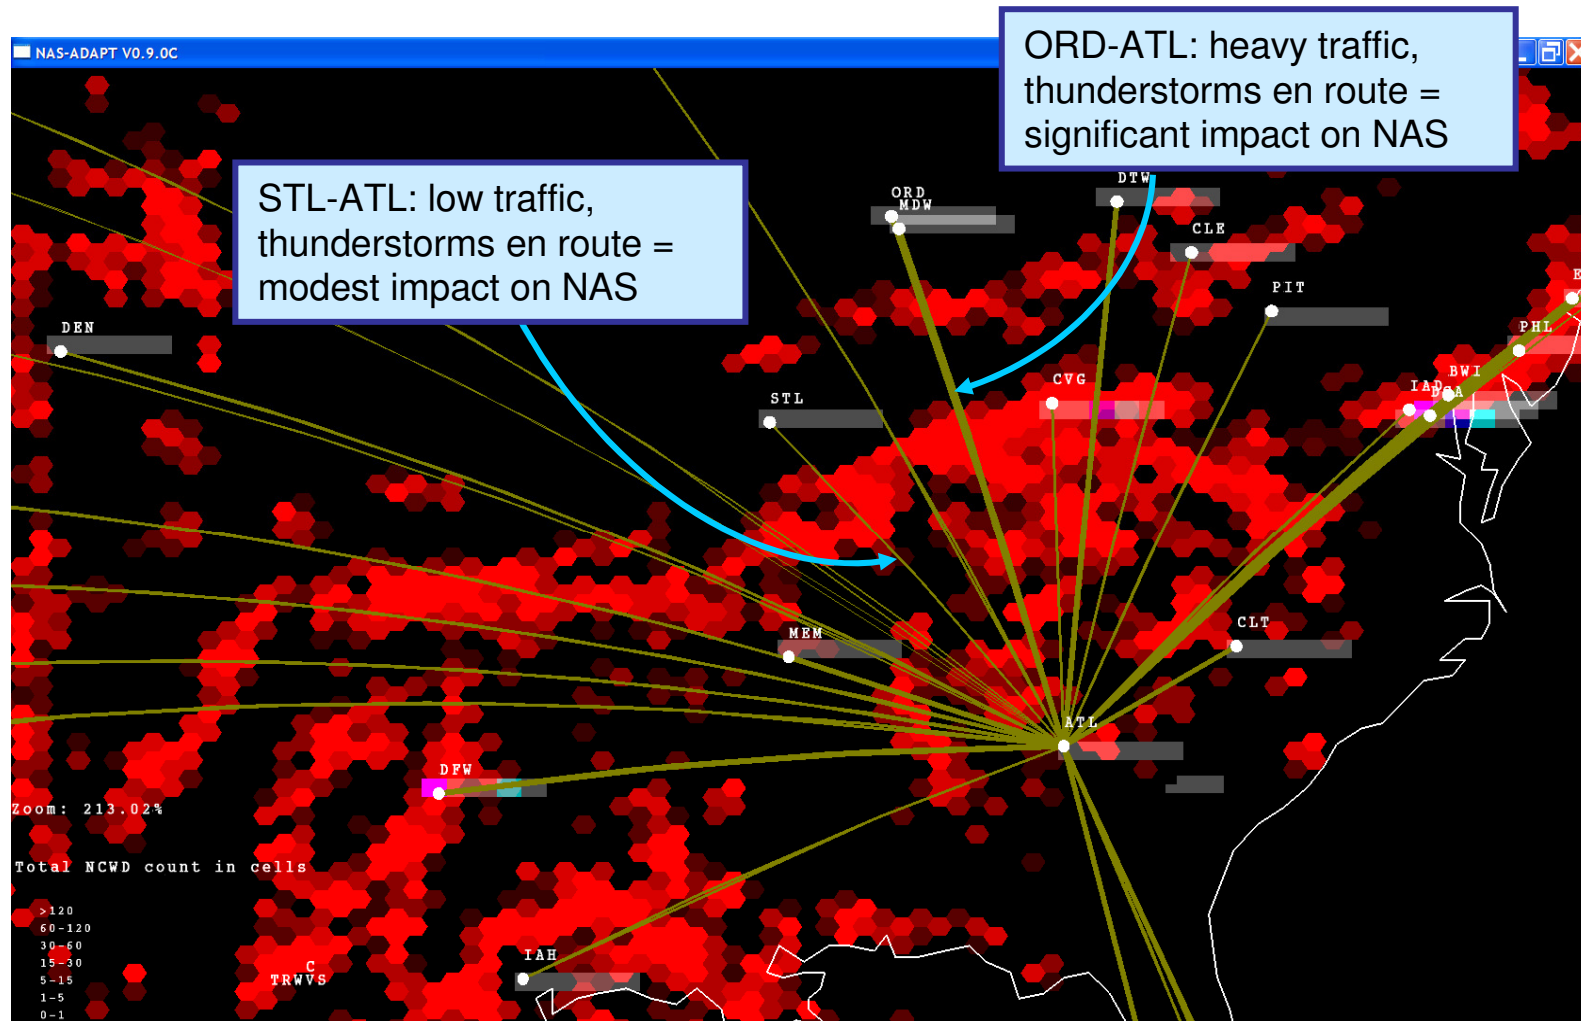 NAS-ADAPT V0.9.0C
ORD-ATL: heavy traffic,
thunderstorms en route =
significant impact on NAS
STL-ATL: low traffic,
thunderstorms en route =
modest impact on NAS
DTW
ORD
MDW
CLE
PIT
DEN
PHL
BWI
CVG
IAD
DCA
STL
CLT
MEM
ATL
DFW
Zoom: 213.02%
Total NCWD count in cells
>120
60-120
30-60
15-30
5-15
1-5
0-1
C
TRWVS
IAH